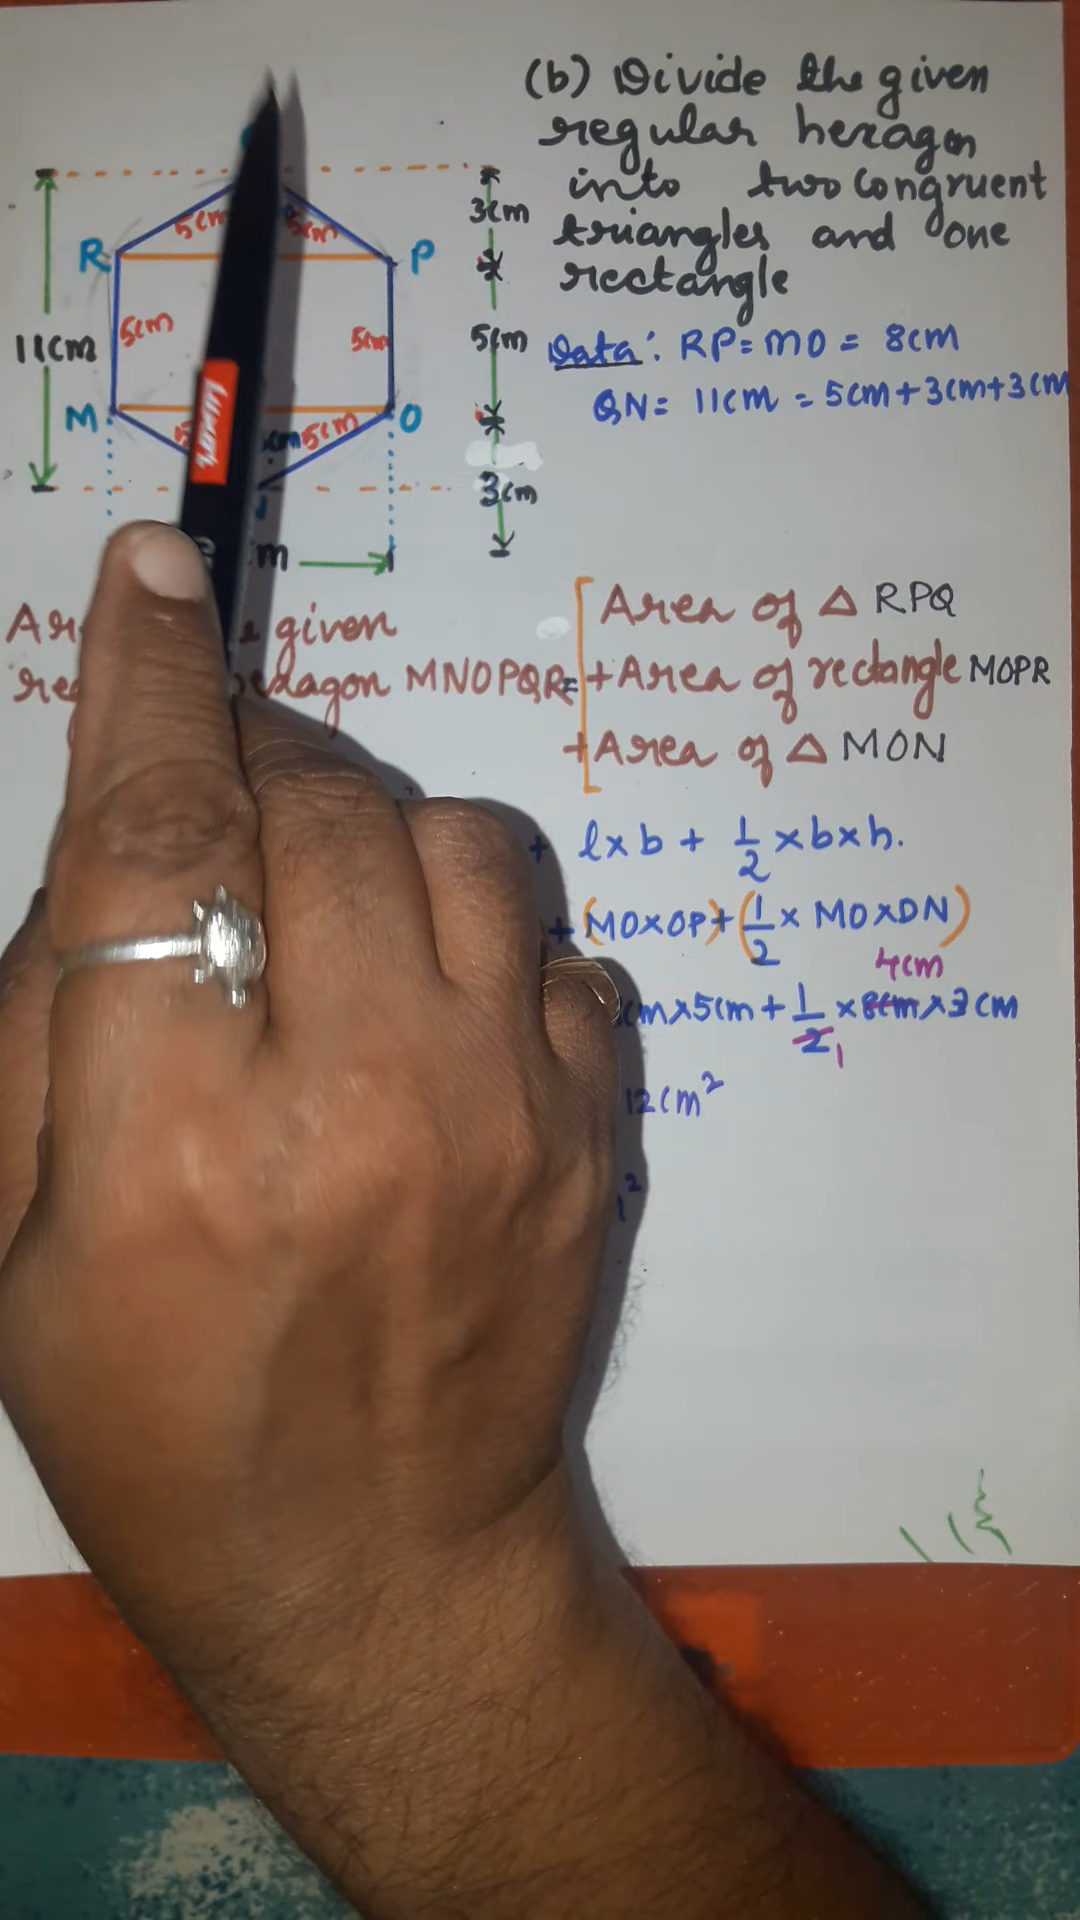 (b) Divide the given
regular hexagon
into two congruent
triangles and one
rectangle
Data: RP = MO = 8cm
QN = 11cm = 5cm+3cm+3cm
5cm 5cm
R P
5cm 5cm
11cm
M O
5cm
3cm
5cm
3cm
m
given
hexagon MNOPQR =
Area of △ RPQ
+ Area of rectangle MOPR
+ Area of △ MON
+ l×b + 1/2 ×b×h.
+ (MO×OP)+(1/2 × MO×DN)
4cm
cm×5cm + 1/2 ×8cm×3cm
1
12cm²